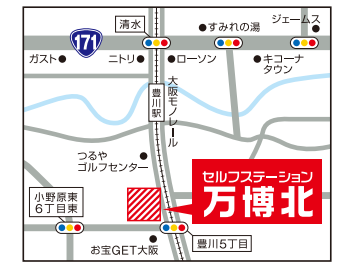 清水
ジェームス
すみれの湯
171
ガスト
ニトリ
ローソン
キコーナ
タウン
豊川駅
大阪モノレール
つるや
ゴルフセンター
セルフステーション
万博北
小野原東
6丁目東
お宝GET大阪
豊川5丁目